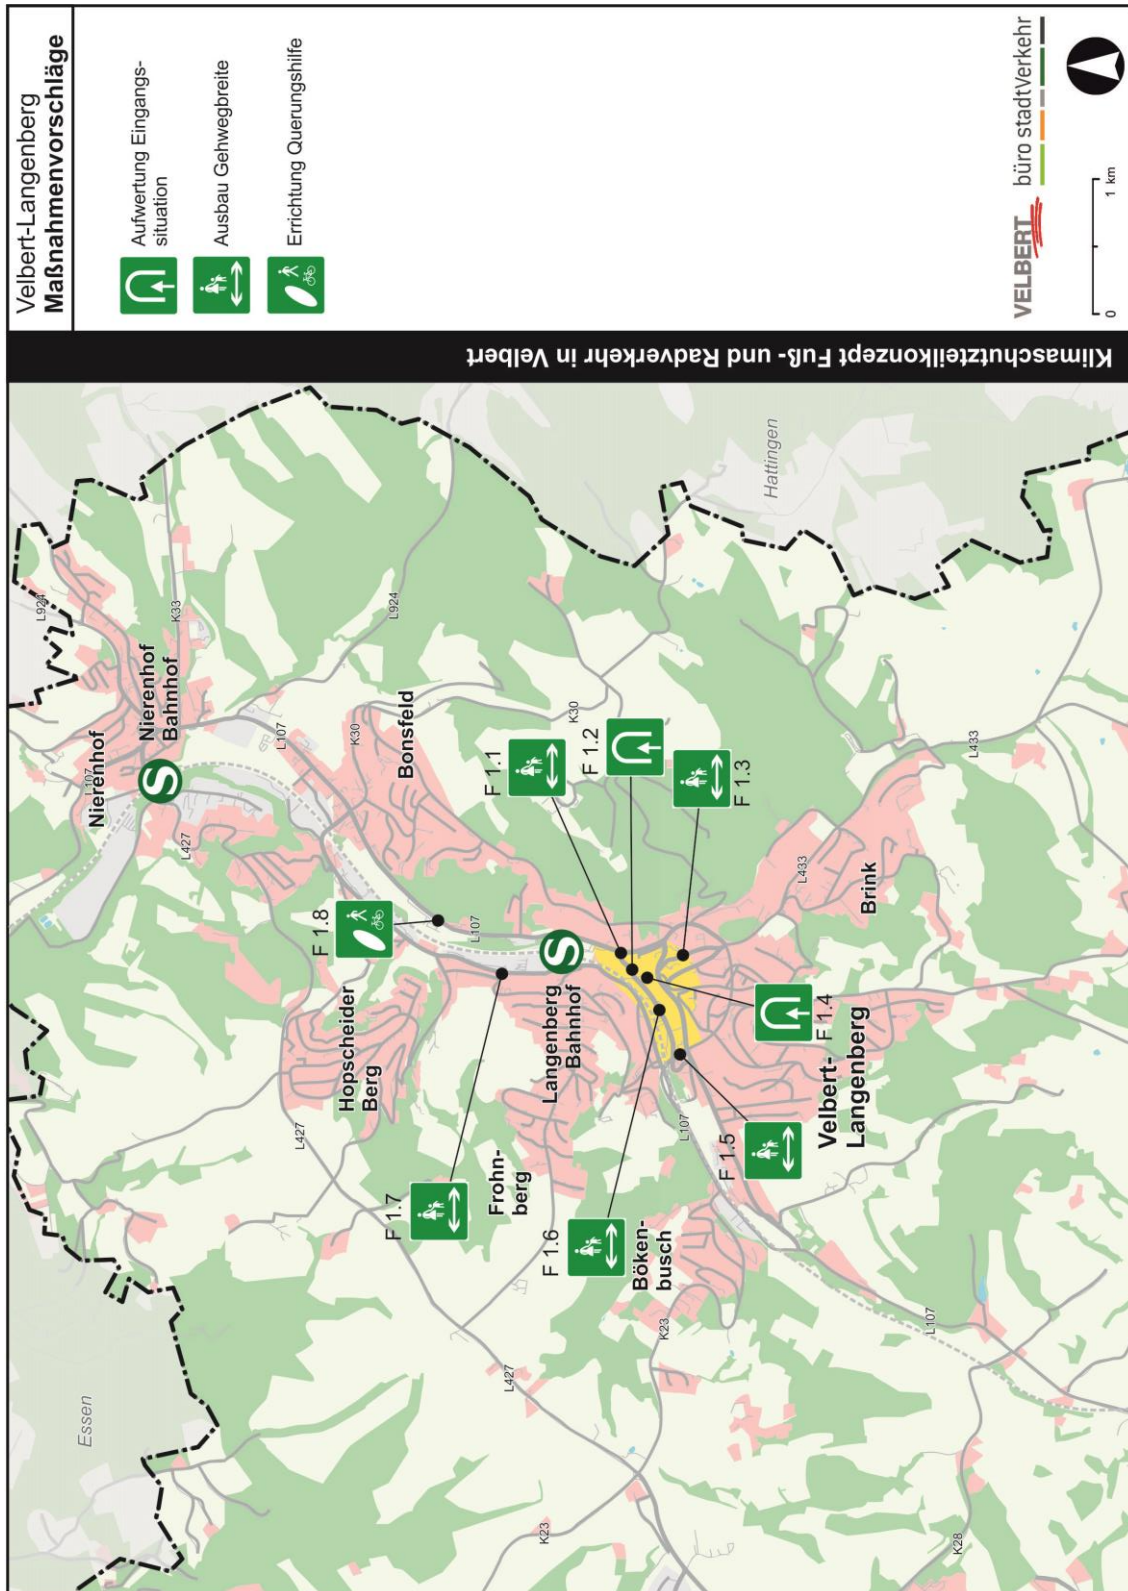 Velbert-Langenberg
Maßnahmenvorschläge
Aufwertung Eingangs-
situation
Ausbau Gehwegbreite
Errichtung Querungshilfe
VELBERT
büro stadtVerkehr
0
1 km
Klimaschutzteilkonzept Fuß- und Radverkehr in Velbert
Essen
Hattingen
Nierenhof
Nierenhof
Bahnhof
S
L107
L924
K33
L427
L107
L924
K30
Bonsfeld
K30
F 1.8
L107
Hopscheider
Berg
L427
F 1.7
Frohn-
berg
Langenberg
Bahnhof
S
F 1.1
F 1.2
F 1.3
F 1.4
F 1.5
F 1.6
L107
Böken-
busch
Velbert-
Langenberg
L433
Brink
L433
K23
L427
K23
L107
K28